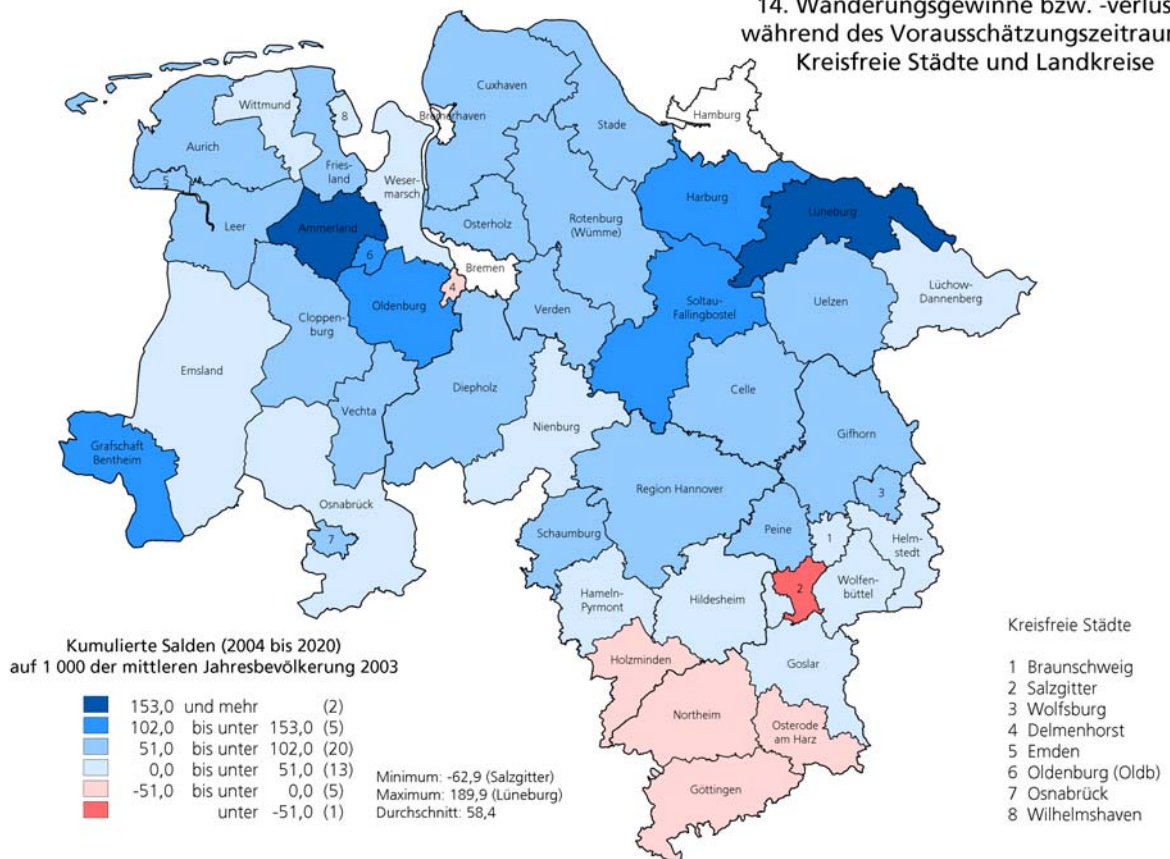 14. Wanderungsgewinne bzw. -verlus
während des Vorausschätzungszeitraun
Kreisfreie Städte und Landkreise
Cuxhaven
Hamburg
Wittmund
8
Bremerhaven
Stade
Aurich
Fries-
land
Weser-
marsch
5
Harburg
Lüneburg
Leer
Ammerland
Osterholz
Rotenburg
(Wümme)
6
Bremen
4
Lüchow-
Dannenberg
Oldenburg
Soltau-
Fallingbostel
Uelzen
Verden
Cloppen-
burg
Emsland
Diepholz
Celle
Vechta
Nienburg
Gifhorn
Grafschaft
Bentheim
Region Hannover
3
Osnabrück
Peine
Schaumburg
7
1
Helm-
stedt
2
Wolfen-
büttel
Hameln-
Pyrmont
Hildesheim
Holzminden
Goslar
Northeim
Osterode
am Harz
Göttingen
Kumulierte Salden (2004 bis 2020)
auf 1 000 der mittleren Jahresbevölkerung 2003
153,0 und mehr (2)
102,0 bis unter 153,0 (5)
51,0 bis unter 102,0 (20)
0,0 bis unter 51,0 (13)
-51,0 bis unter 0,0 (5)
unter -51,0 (1)
Minimum: -62,9 (Salzgitter)
Maximum: 189,9 (Lüneburg)
Durchschnitt: 58,4
Kreisfreie Städte
1 Braunschweig
2 Salzgitter
3 Wolfsburg
4 Delmenhorst
5 Emden
6 Oldenburg (Oldb)
7 Osnabrück
8 Wilhelmshaven